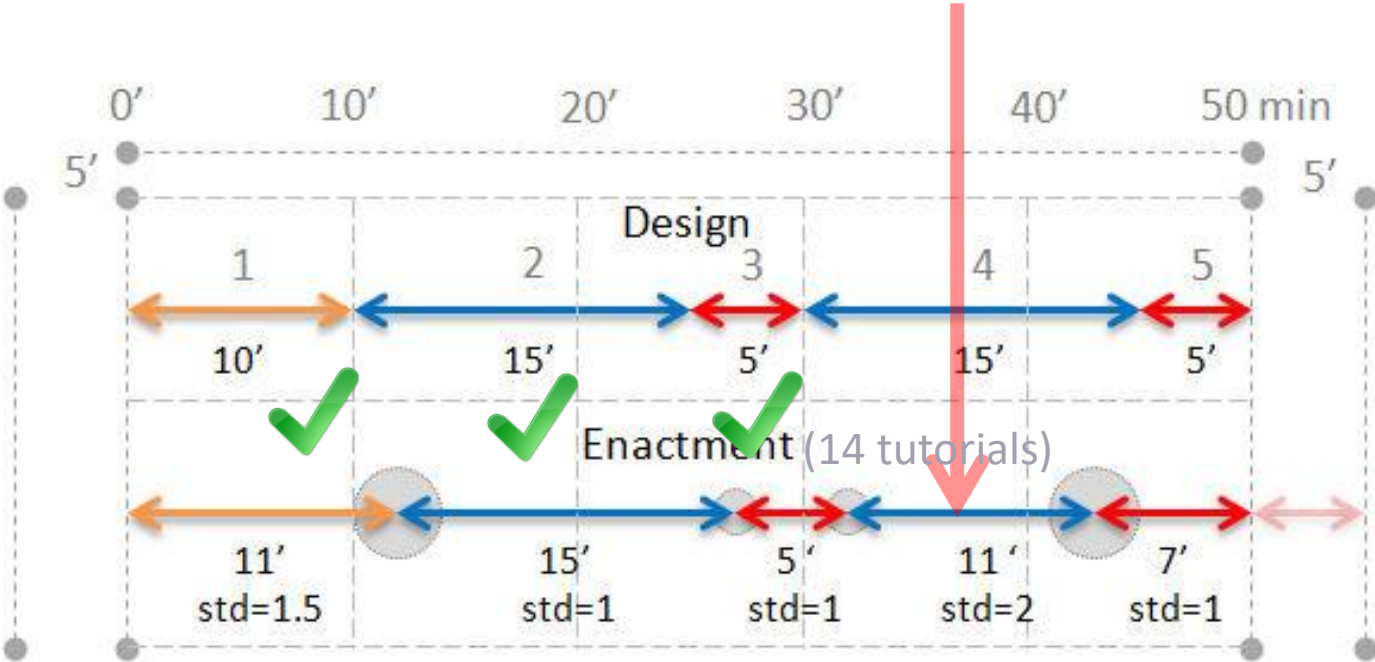 0’ 10’ 20’ 30’ 40’ 50 min
5’ 5’
Design
1 2 3 4 5
10’ 15’ 5’ 15’ 5’
Enactment (14 tutorials)
11’ 15’ 5 ‘ 11 ‘ 7’
std=1.5 std=1 std=1 std=2 std=1